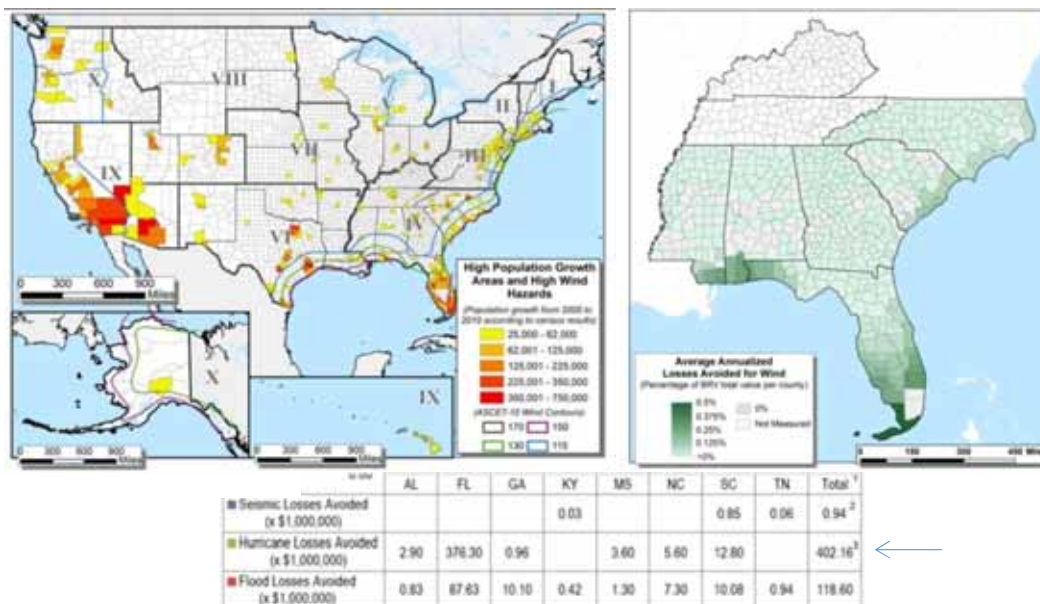 X
VIII
V
II
I
VII
III
IX
VI
IV
0 300 600 900
Miles
High Population Growth
Areas and High Wind
Hazards
(Population growth from 2000 to
2010 according to census results)
25,000 - 62,000
62,001 - 125,000
125,001 - 225,000
225,001 - 350,000
350,001 - 750,000
(ASCE7-10 Wind Contours)
170 150
130 115
X
IX
Miles
Miles
Average Annualized
Losses Avoided for Wind
(Percentage of BRV total value per county)
0.5%
0.375%
0.25%
0.125%
>0%
0%
Not Measured
0 150 300 450 Miles
AL FL GA KY MS NC SC TN Total 1
Seismic Losses Avoided
(x $1,000,000)
0.03 0.85 0.06 0.94 2
Hurricane Losses Avoided
(x $1,000,000)
2.90 376.30 0.96 3.60 5.60 12.80 402.16 3
Flood Losses Avoided
(x $1,000,000)
0.83 87.63 10.10 0.42 1.30 7.30 10.08 0.94 118.60